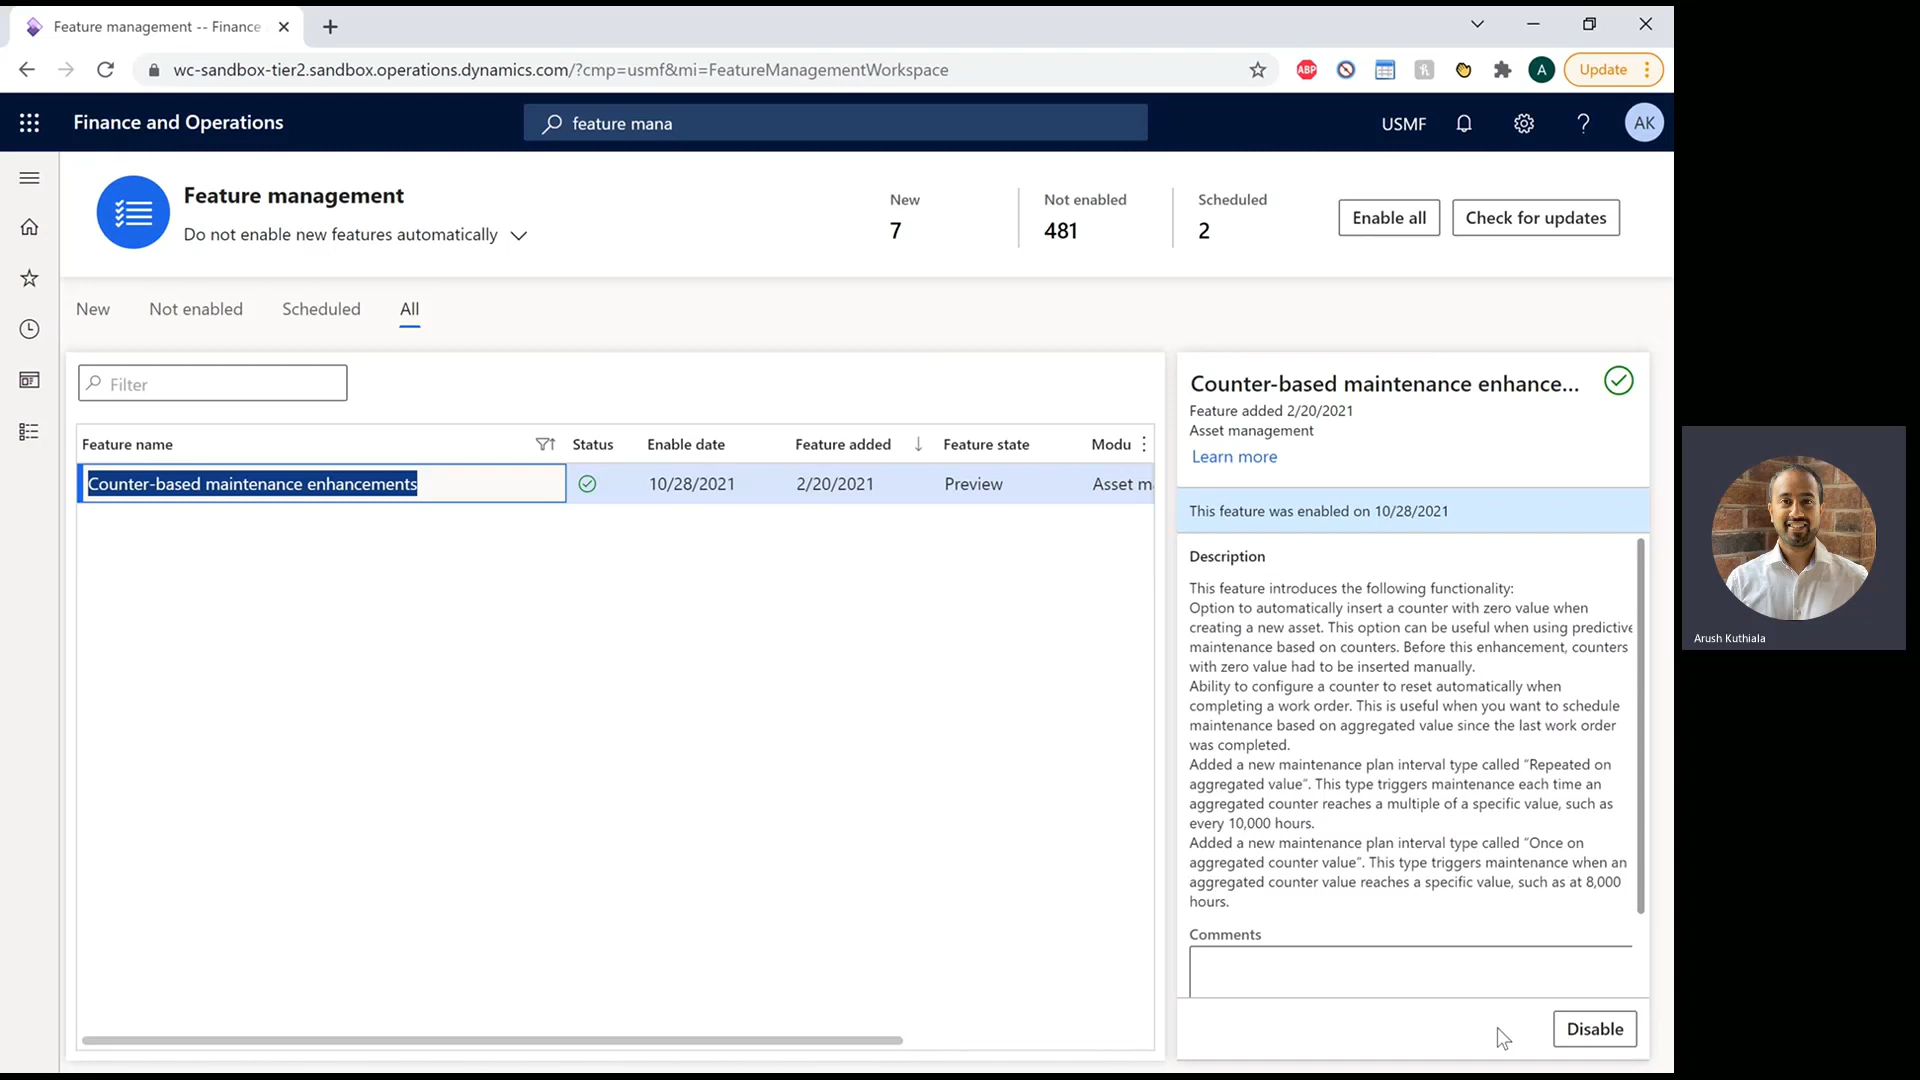 Feature management -- Finance
wc-sandbox-tier2.sandbox.operations.dynamics.com/?cmp=usmf&mi=FeatureManagementWorkspace
ABP
A
Update
Finance and Operations
feature mana
USMF
?
AK
Feature management
Do not enable new features automatically
New
7
Not enabled
481
Scheduled
2
Enable all
Check for updates
New
Not enabled
Scheduled
All
Filter
Feature name
Status
Enable date
Feature added
Feature state
Modu
Counter-based maintenance enhancements
10/28/2021
2/20/2021
Preview
Asset m
Counter-based maintenance enhance...
Feature added 2/20/2021
Asset management
Learn more
This feature was enabled on 10/28/2021
Description
This feature introduces the following functionality:
Option to automatically insert a counter with zero value when
creating a new asset. This option can be useful when using predictive
maintenance based on counters. Before this enhancement, counters
with zero value had to be inserted manually.
Ability to configure a counter to reset automatically when
completing a work order. This is useful when you want to schedule
maintenance based on aggregated value since the last work order
was completed.
Added a new maintenance plan interval type called “Repeated on
aggregated value”. This type triggers maintenance each time an
aggregated counter reaches a multiple of a specific value, such as
every 10,000 hours.
Added a new maintenance plan interval type called “Once on
aggregated counter value”. This type triggers maintenance when an
aggregated counter value reaches a specific value, such as at 8,000
hours.
Comments
Disable
Arush Kuthiala